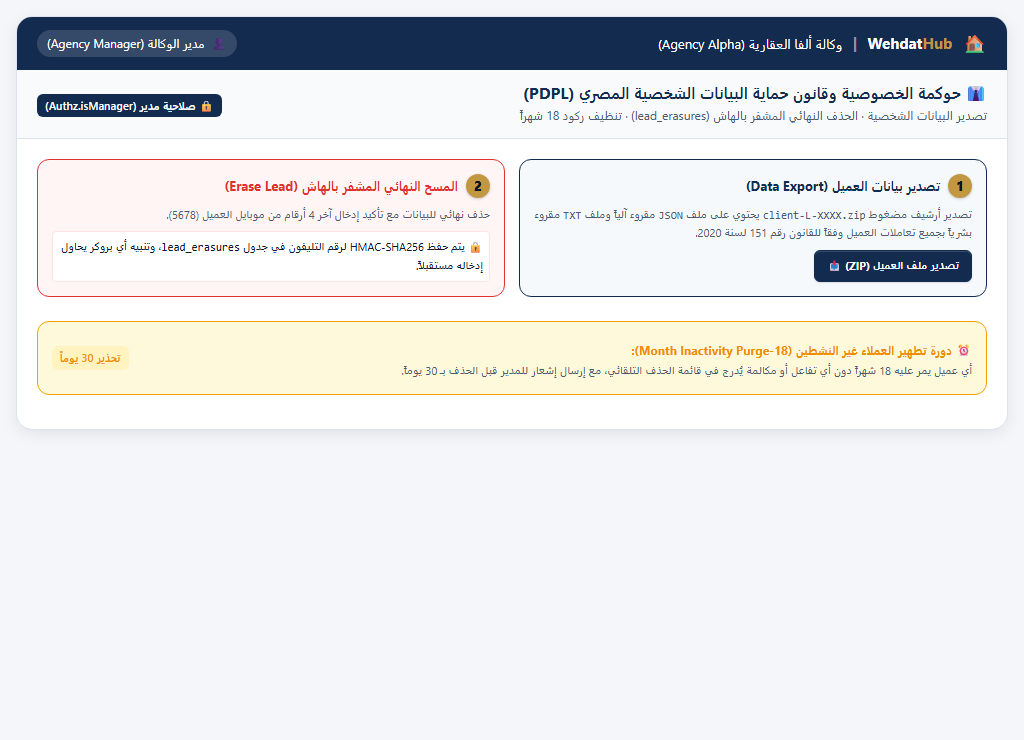 🏠 WehdatHub | وكالة ألفا العقارية (Agency Alpha)
👤 مدير الوكالة (Agency Manager)
حوكمة الخصوصية وقانون حماية البيانات الشخصية المصري (PDPL)
تصدير البيانات الشخصية · الحذف النهائي المشفر بالهاش (lead_erasures) · تنظيف ركود 18 شهراً
🔒 صلاحية مدير (Authz.isManager)
1 تصدير بيانات العميل (Data Export)
تصدير أرشيف مضغوط client-L-XXXX.zip يحتوي على ملف JSON مقروء آلياً وملف TXT مقروء
بشرياً بجميع تعاملات العميل وفقاً للقانون رقم 151 لسنة 2020.
تصدير ملف العميل (ZIP) 📥
2 المسح النهائي المشفر بالهاش (Erase Lead)
حذف نهائي للبيانات مع تأكيد إدخال آخر 4 أرقام من موبايل العميل (5678).
🔒 يتم حفظ HMAC-SHA256 لرقم التليفون في جدول lead_erasures، وتنبيه أي بروكر يحاول
إدخاله مستقبلاً.
⏰ دورة تطهير العملاء غير النشطين (18-Month Inactivity Purge):
أي عميل يمر عليه 18 شهراً دون أي تفاعل أو مكالمة يُدرج في قائمة الحذف التلقائي، مع إرسال إشعار للمدير قبل الحذف بـ 30 يوماً.
تحذير 30 يوماً